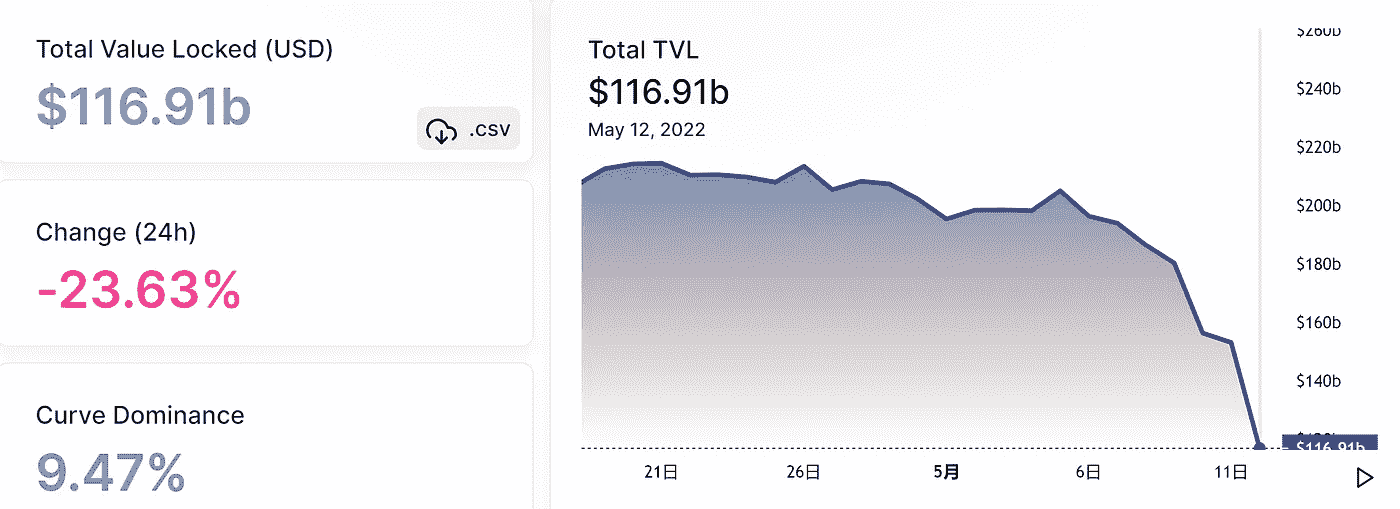 Total Value Locked (USD)
$116.91b
.csv
Change (24h)
-23.63%
Curve Dominance
9.47%
Total TVL
$116.91b
May 12, 2022
$260b
$240b
$220b
$200b
$180b
$160b
$140b
$116.91b
21日
26日
5月
6日
11日